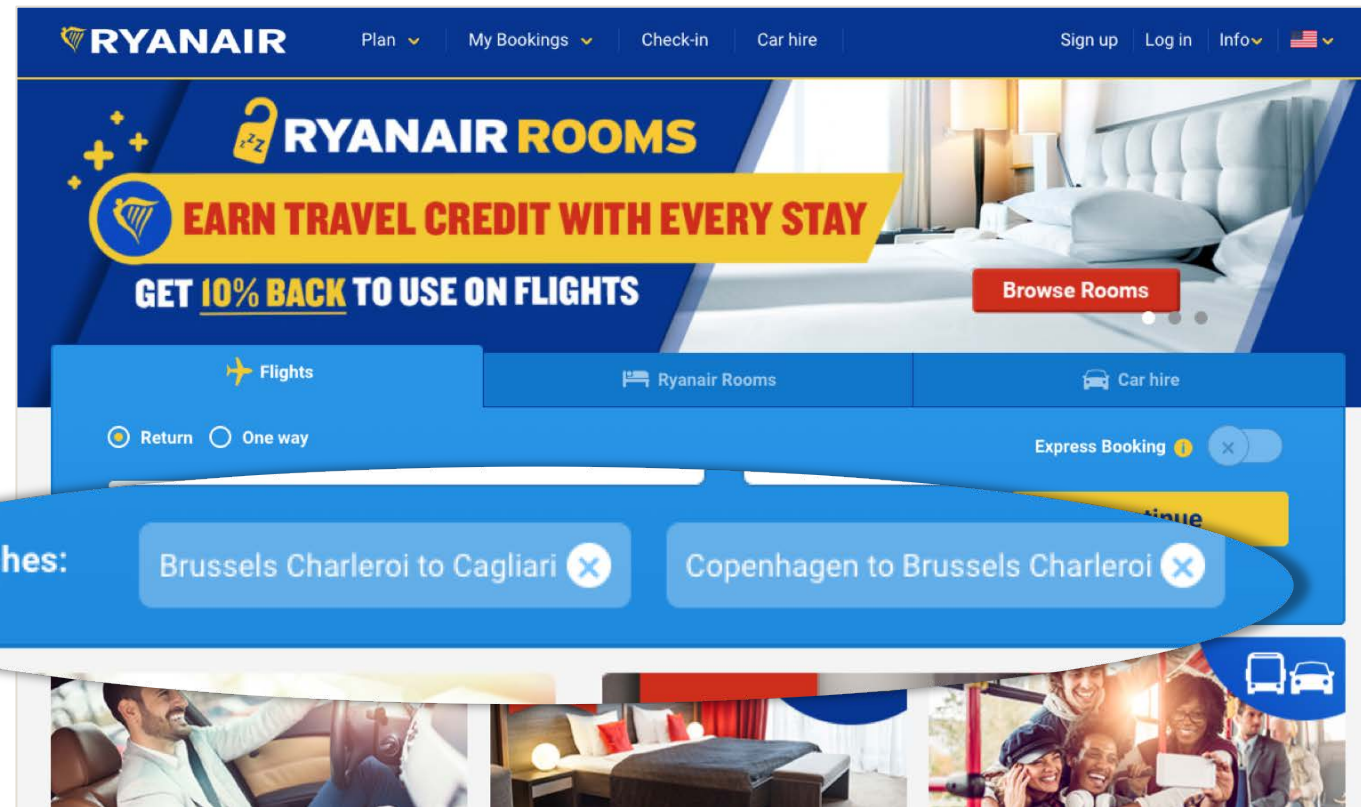 RYANAIR Plan My Bookings Check-in Car hire Sign up Log in Info
zzZ RYANAIR ROOMS
EARN TRAVEL CREDIT WITH EVERY STAY
GET 10% BACK TO USE ON FLIGHTS
Browse Rooms
Flights Ryanair Rooms Car hire
Return One way Express Booking i
tinue
hes: Brussels Charleroi to Cagliari Copenhagen to Brussels Charleroi